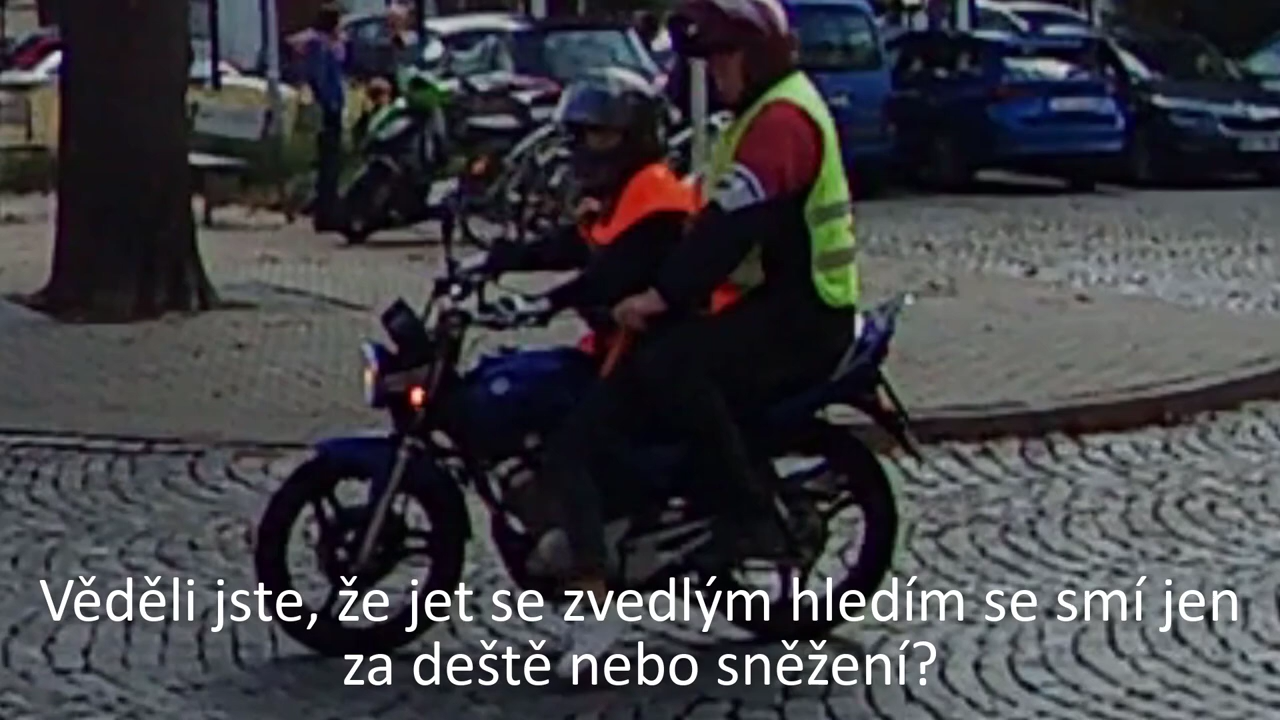 Věděli jste, že jet se zvedlým hledím se smí jen
za deště nebo sněžení?